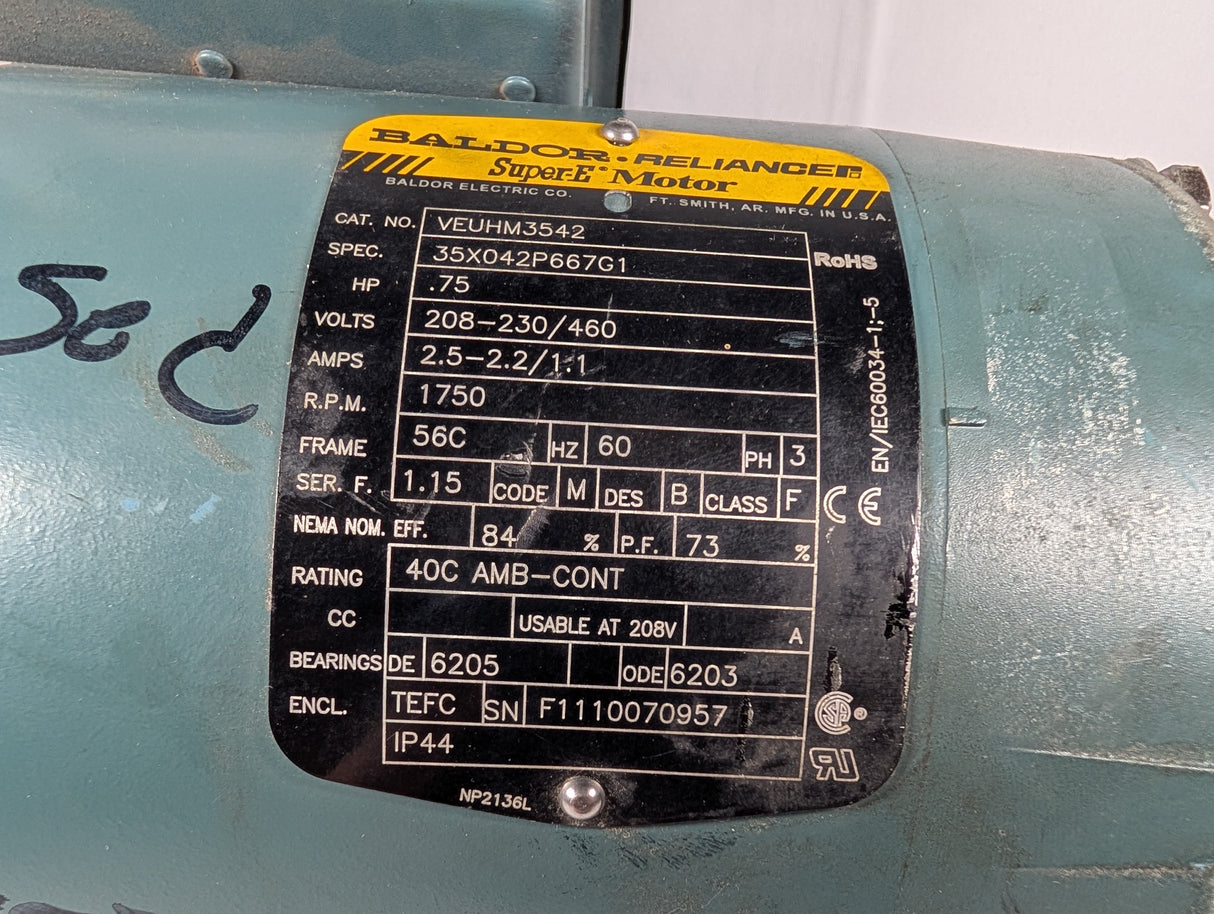 BALDOR • RELIANCER
Super-E® Motor
BALDOR ELECTRIC CO. FT. SMITH, AR. MFG. IN U.S.A.
CAT. NO. VEUHM3542
SPEC. 35X042P667G1
RoHS
HP .75
VOLTS 208-230/460
AMPS 2.5-2.2/1.1
R.P.M. 1750
FRAME 56C HZ 60 PH 3
SER. F. 1.15 CODE M DES B CLASS F
EN/IEC60034-1:-5
CE
NEMA NOM. EFF. 84 % P.F. 73 %
RATING 40C AMB-CONT
CC USABLE AT 208V A
BEARINGS DE 6205 ODE 6203
ENCL. TEFC SN F1110070957
IP44
®
NP2136L